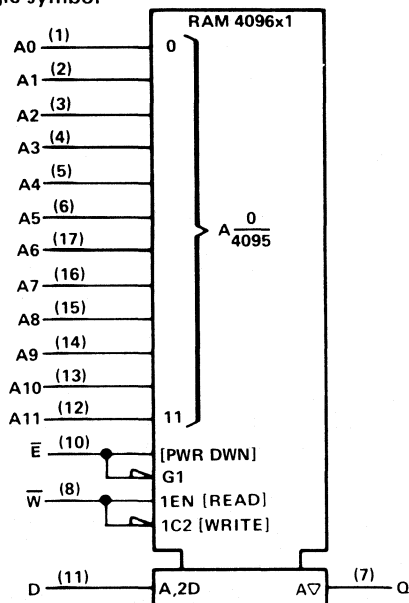 RAM 4096x1
A0 (1) 0
A1 (2)
A2 (3)
A3 (4)
A4 (5)
A5 (6)
A 0/4095
A6 (17)
A7 (16)
A8 (15)
A9 (14)
A10 (13)
A11 (12) 11
E̅ (10) [PWR DWN]
G1
W̅ (8) 1EN [READ]
1C2 [WRITE]
D (11) A,2D A▽ (7) Q